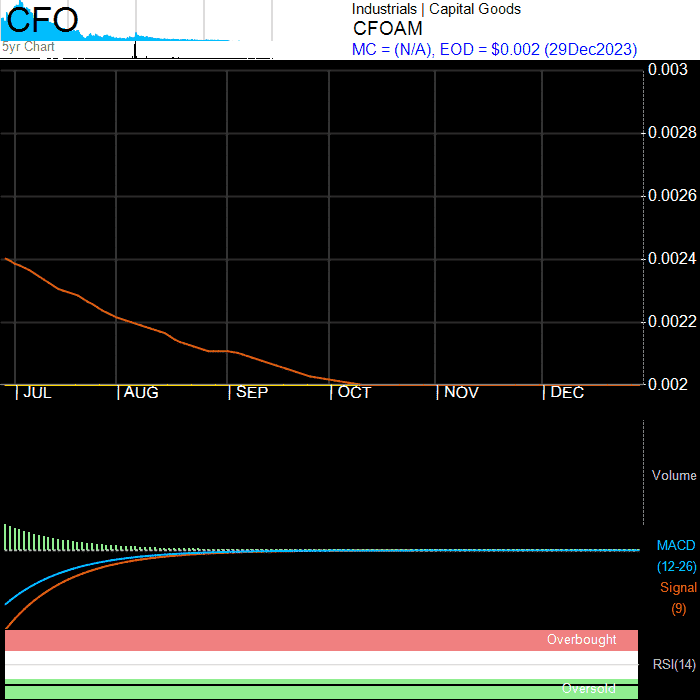 CFO
5yr Chart
Industrials | Capital Goods
CFOAM
MC = (N/A), EOD = $0.002 (29Dec2023)
0.003
0.0028
0.0026
0.0024
0.0022
0.002
JUL AUG SEP OCT NOV DEC
Volume
MACD
(12-26)
Signal
(9)
Overbought
RSI(14)
Oversold